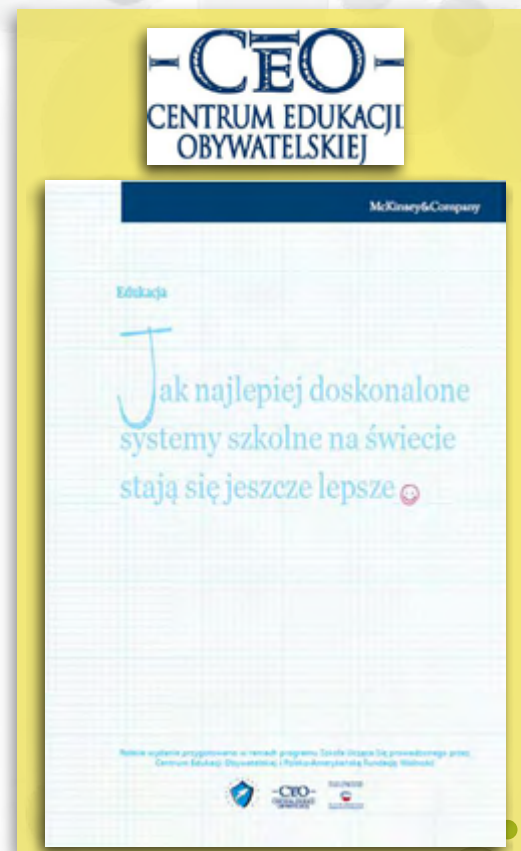 -CEO-
CENTRUM EDUKACJI
OBYWATELSKIEJ
McKinsey&Company
Edukacja
Jak najlepiej doskonalone
systemy szkolne na świecie
stają się jeszcze lepsze
Polskie wydanie przygotowano w ramach programu Szkoła Ucząca Się prowadzonego przez
Centrum Edukacji Obywatelskiej i Polsko-Amerykańską Fundację Wolności
-CEO-